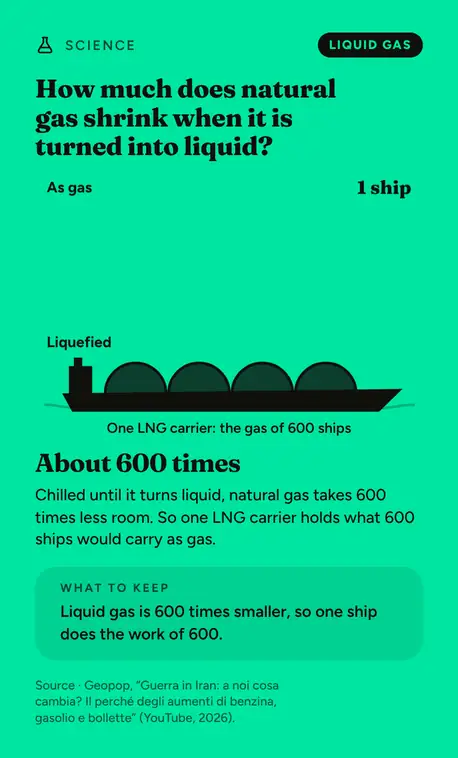 SCIENCE
LIQUID GAS
How much does natural
gas shrink when it is
turned into liquid?
As gas
1 ship
Liquefied
One LNG carrier: the gas of 600 ships
About 600 times
Chilled until it turns liquid, natural gas takes 600
times less room. So one LNG carrier holds what 600
ships would carry as gas.
WHAT TO KEEP
Liquid gas is 600 times smaller, so one ship
does the work of 600.
Source · Geopop, “Guerra in Iran: a noi cosa
cambia? Il perché degli aumenti di benzina,
gasolio e bollette” (YouTube, 2026).